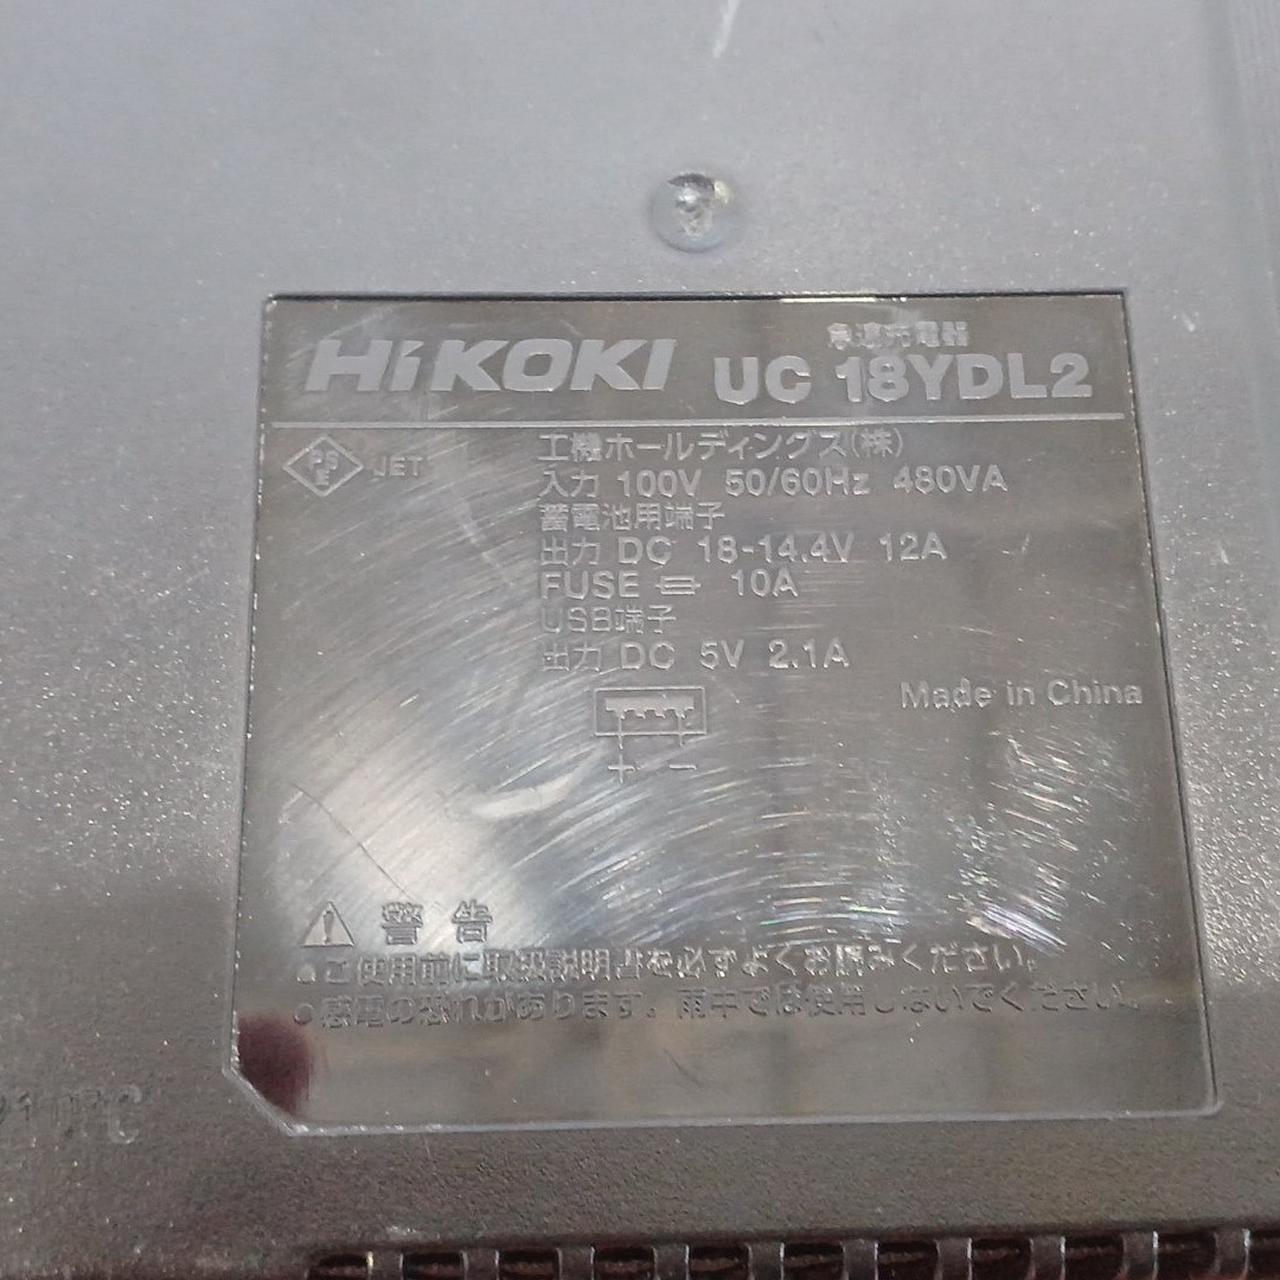 急速充電器
HiKOKI UC 18YDL2
PS
E JET
工機ホールディングス(株)
入力 100V 50/60Hz 480VA
蓄電池用端子
出力 DC 18-14.4V 12A
FUSE 10A
USB端子
出力 DC 5V 2.1A
Made in China
+ -
警告
●ご使用前に取扱説明書を必ずよくお読みください。
●感電の恐れがあります。雨中では使用しないでください。